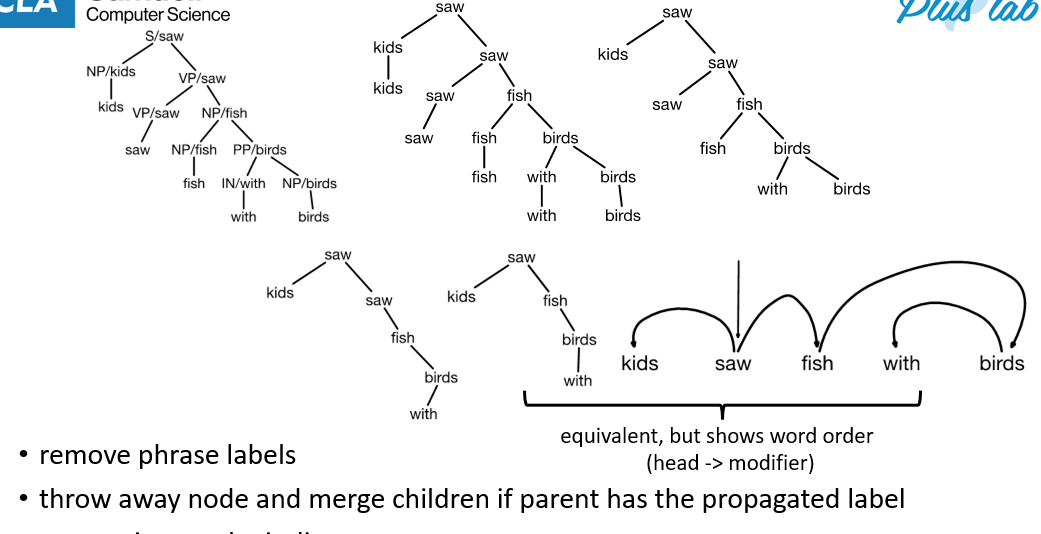 Computer Science
Plus lab
S/saw
NP/kids VP/saw
kids VP/saw NP/fish
saw NP/fish PP/birds
fish IN/with NP/birds
with birds
saw
kids saw
kids saw fish
saw fish birds
fish with birds
with birds
saw
kids saw
saw fish
fish birds
with birds
saw
kids saw
fish
birds
with
saw
kids fish
birds
with
kids saw fish with birds
equivalent, but shows word order
(head -> modifier)
• remove phrase labels
• throw away node and merge children if parent has the propagated label